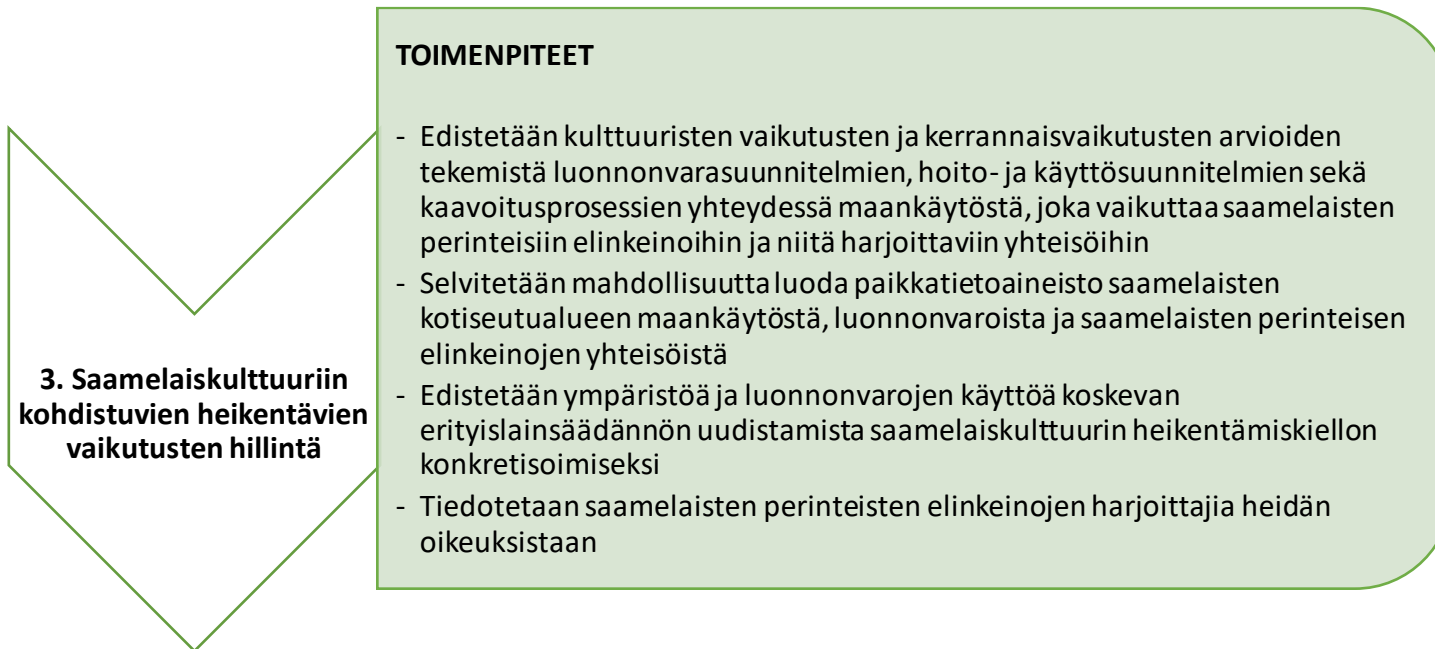 3. Saamelaiskulttuuriin
kohdistuvien heikentävien
vaikutusten hillintä
TOIMENPITEET
- Edistetään kulttuuristen vaikutusten ja kerrannaisvaikutusten arvioiden
tekemistä luonnonvarasuunnitelmien, hoito- ja käyttösuunnitelmien sekä
kaavoitusprosessien yhteydessä maankäytöstä, joka vaikuttaa saamelaisten
perinteisiin elinkeinoihin ja niitä harjoittaviin yhteisöihin
- Selvitetään mahdollisuutta luoda paikkatietoaineisto saamelaisten
kotiseutualueen maankäytöstä, luonnonvaroista ja saamelaisten perinteisen
elinkeinojen yhteisöistä
- Edistetään ympäristöä ja luonnonvarojen käyttöä koskevan
erityislainsäädännön uudistamista saamelaiskulttuurin heikentämiskiellon
konkretisoimiseksi
- Tiedotetaan saamelaisten perinteisten elinkeinojen harjoittajia heidän
oikeuksistaan